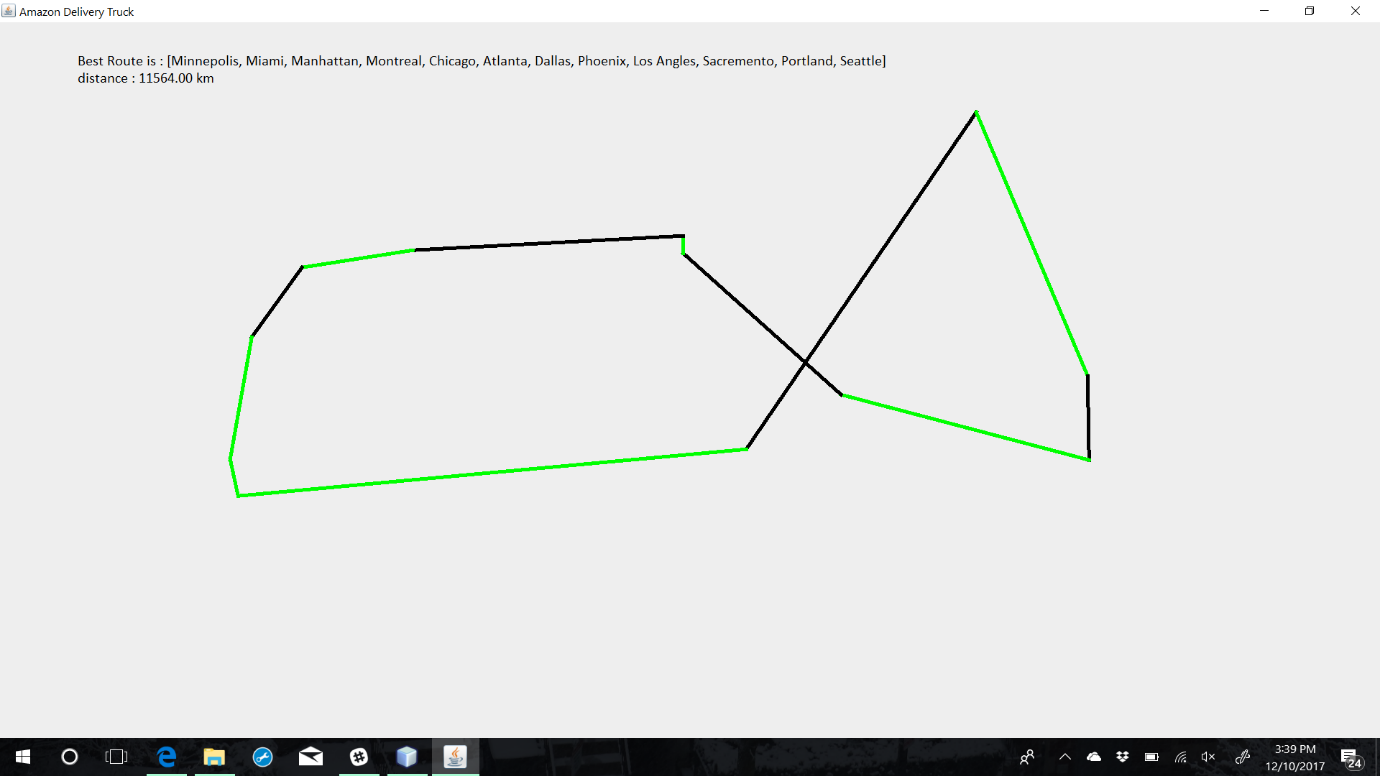 Amazon Delivery Truck
Best Route is : [Minnepolis, Miami, Manhattan, Montreal, Chicago, Atlanta, Dallas, Phoenix, Los Angles, Sacremento, Portland, Seattle]
distance : 11564.00 km
3:39 PM
12/10/2017
24